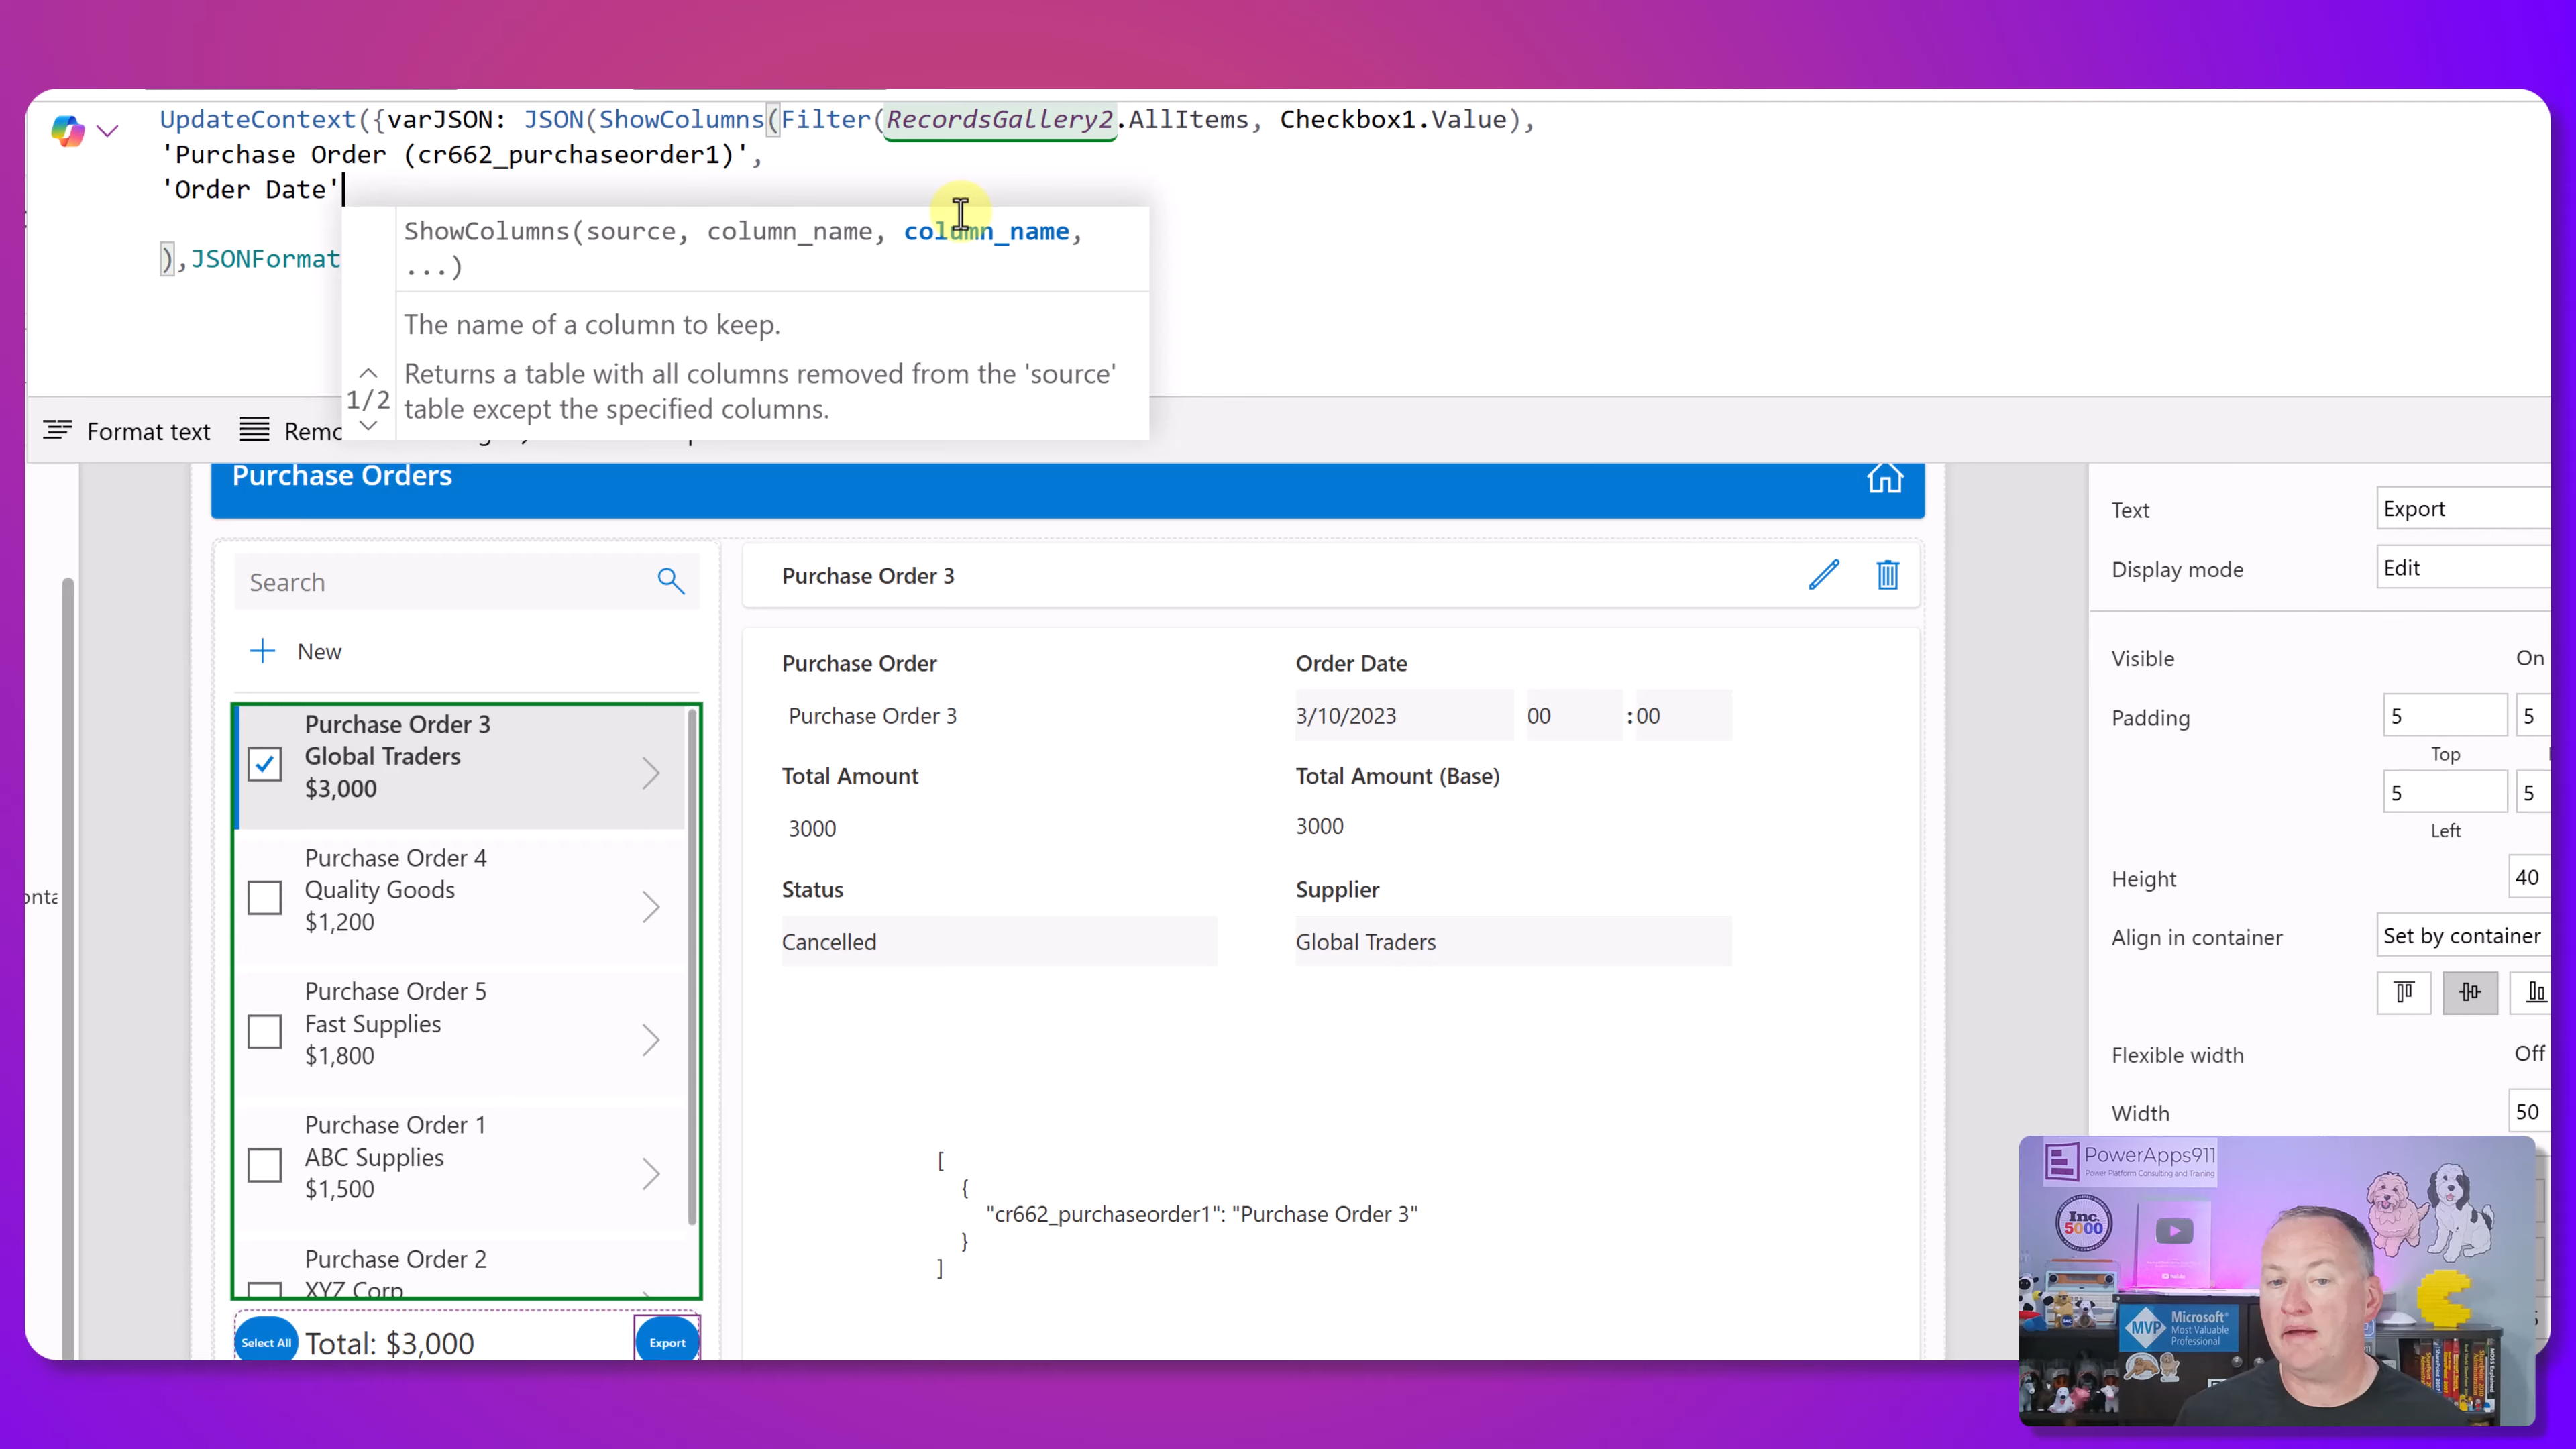 UpdateContext({varJSON: JSON(ShowColumns(Filter(RecordsGallery2.AllItems, Checkbox1.Value),
'Purchase Order (cr662_purchaseorder1)',
'Order Date'
),JSONFormat
ShowColumns(source, column_name, column_name,
...)
The name of a column to keep.
Returns a table with all columns removed from the 'source'
table except the specified columns.
1/2
Format text
Remo
Purchase Orders
Search
New
Purchase Order 3
Global Traders
$3,000
Purchase Order 4
Quality Goods
$1,200
Purchase Order 5
Fast Supplies
$1,800
Purchase Order 1
ABC Supplies
$1,500
Purchase Order 2
XYZ Corp
Select All
Total: $3,000
Export
Purchase Order 3
Purchase Order
Order Date
Purchase Order 3
3/10/2023
00
:00
Total Amount
Total Amount (Base)
3000
3000
Status
Supplier
Cancelled
Global Traders
[
{
"cr662_purchaseorder1": "Purchase Order 3"
}
]
Text
Export
Display mode
Edit
Visible
On
Padding
5
5
Top
5
5
Left
Height
40
Align in container
Set by container
Flexible width
Off
Width
50
PowerApps911
Power Platform Consulting and Training
Inc.
5000
MVP
Microsoft
Most Valuable
Professional